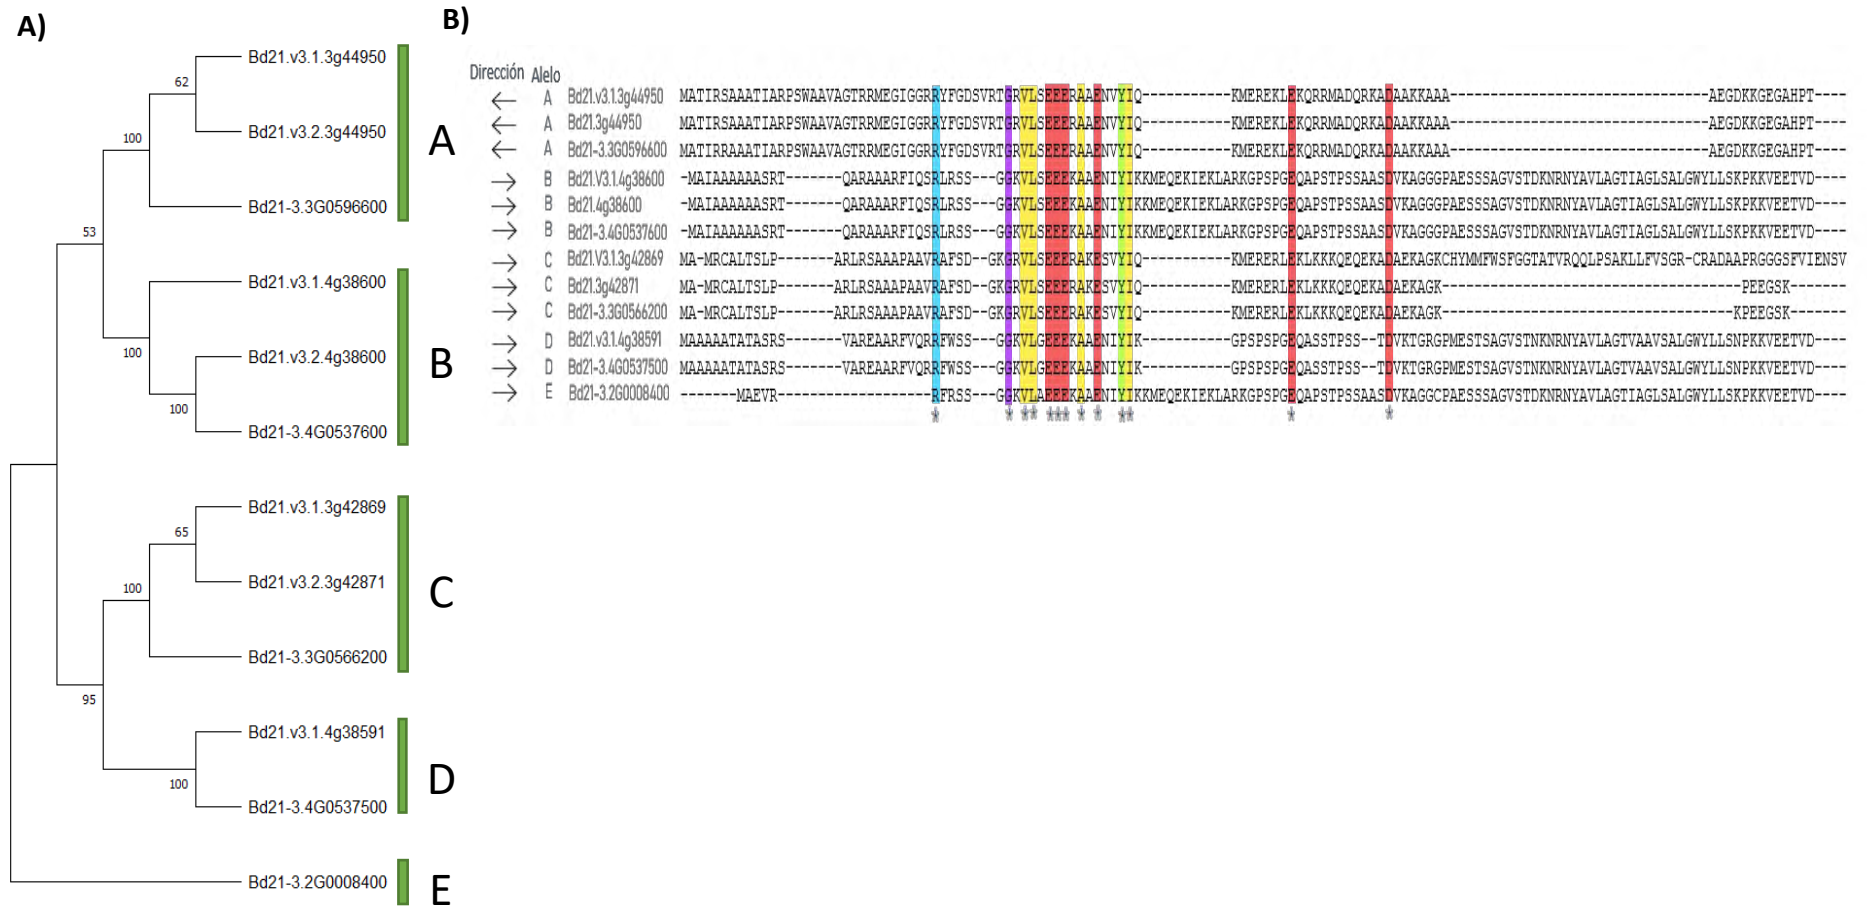 A)
Bd21.v3.1.3g44950
62
Bd21.v3.2.3g44950
100
Bd21-3.3G0596600
A
53
Bd21.v3.1.4g38600
100
Bd21.v3.2.4g38600
100
Bd21-3.4G0537600
B
Bd21.v3.1.3g42869
65
Bd21.v3.2.3g42871
100
Bd21-3.3G0566200
C
95
Bd21.v3.1.4g38591
100
Bd21-3.4G0537500
D
Bd21-3.2G0008400
E
B)
Dirección Alelo
← A Bd21.v3.1.3g44950 MATIRSAAATIARPSWAAVAGTRRMEGIGGRRYFGDSVRTGRVLSEEERAAENVYIQ-----------KMEREKLEKQRRMADQRKADAAKKAAA--------------------------------AEGDKKGEGAHPT----
← A Bd21.3g44950 MATIRSAAATIARPSWAAVAGTRRMEGIGGRRYFGDSVRTGRVLSEEERAAENVYIQ-----------KMEREKLEKQRRMADQRKADAAKKAAA--------------------------------AEGDKKGEGAHPT----
← A Bd21-3.3G0596600 MATIRRAAATIARPSWAAVAGTRRMEGIGGRRYFGDSVRTGRVLSEEERAAENVYIQ-----------KMEREKLEKQRRMADQRKADAAKKAAA--------------------------------AEGDKKGEGAHPT----
→ B Bd21.V3.1.4g38600 -MAIAAAAAASRT-------QARAAARFIQSRLRSS---GGKVLSEEEKAAENIYIKKMEQEKIEKLARKGPSPGEQAPSTPSSAASDVKAGGGPAESSSAGVSTDKNRNYAVLAGTIAGLSALGWYLLSKPKKVEETVD----
→ B Bd21.4g38600 -MAIAAAAAASRT-------QARAAARFIQSRLRSS---GGKVLSEEEKAAENIYIKKMEQEKIEKLARKGPSPGEQAPSTPSSAASDVKAGGGPAESSSAGVSTDKNRNYAVLAGTIAGLSALGWYLLSKPKKVEETVD----
→ B Bd21-3.4G0537600 -MAIAAAAAASRT-------QARAAARFIQSRLRSS---GGKVLSEEEKAAENIYIKKMEQEKIEKLARKGPSPGEQAPSTPSSAASDVKAGGGPAESSSAGVSTDKNRNYAVLAGTIAGLSALGWYLLSKPKKVEETVD----
→ C Bd21.V3.1.3g42869 MA-MRCALTSLP-------ARLRSAAAPAAVRAFSD--GKGRVLSEEERAKESVYIQ-----------KMERERLEKLKKKQEQEKADAEKAGKCHYMMFWSFGGTATVRQQLPSAKLLFVSGR-CRADAAPRGGGSFVIENSV
→ C Bd21.3g42871 MA-MRCALTSLP-------ARLRSAAAPAAVRAFSD--GKGRVLSEEERAKESVYIQ-----------KMERERLEKLKKKQEQEKADAEKAGK-------------------------------------PEEGSK-------
→ C Bd21-3.3G0566200 MA-MRCALTSLP-------ARLRSAAAPAAVRAFSD--GKGRVLSEEERAKESVYIQ-----------KMERERLEKLKKKQEQEKADAEKAGK------------------------------------KPEEGSK-------
→ D Bd21.v3.1.4g38591 MAAAAATATASRS-------VAREAARFVQRRFWSS---GGKVLGEEEKAAENIYIK-----------GPSPSPGEQASSTPSS--TDVKTGRGPMESTSAGVSTNKNRNYAVLAGTVAAVSALGWYLLSNPKKVEETVD----
→ D Bd21-3.4G0537500 MAAAAATATASRS-------VAREAARFVQRRFWSS---GGKVLGEEEKAAENIYIK-----------GPSPSPGEQASSTPSS--TDVKTGRGPMESTSAGVSTNKNRNYAVLAGTVAAVSALGWYLLSNPKKVEETVD----
→ E Bd21-3.2G0008400 -------MAEVR-------------------RFRSS---GGKVLAEEEKAAENIYIKKMEQEKIEKLARKGPSPGEQAPSTPSSAASDVKAGGCPAESSSAGVSTDKNRNYAVLAGTIAGLSALGWYLLSNPKKVEETVD----
* * ** *** * * ** * *